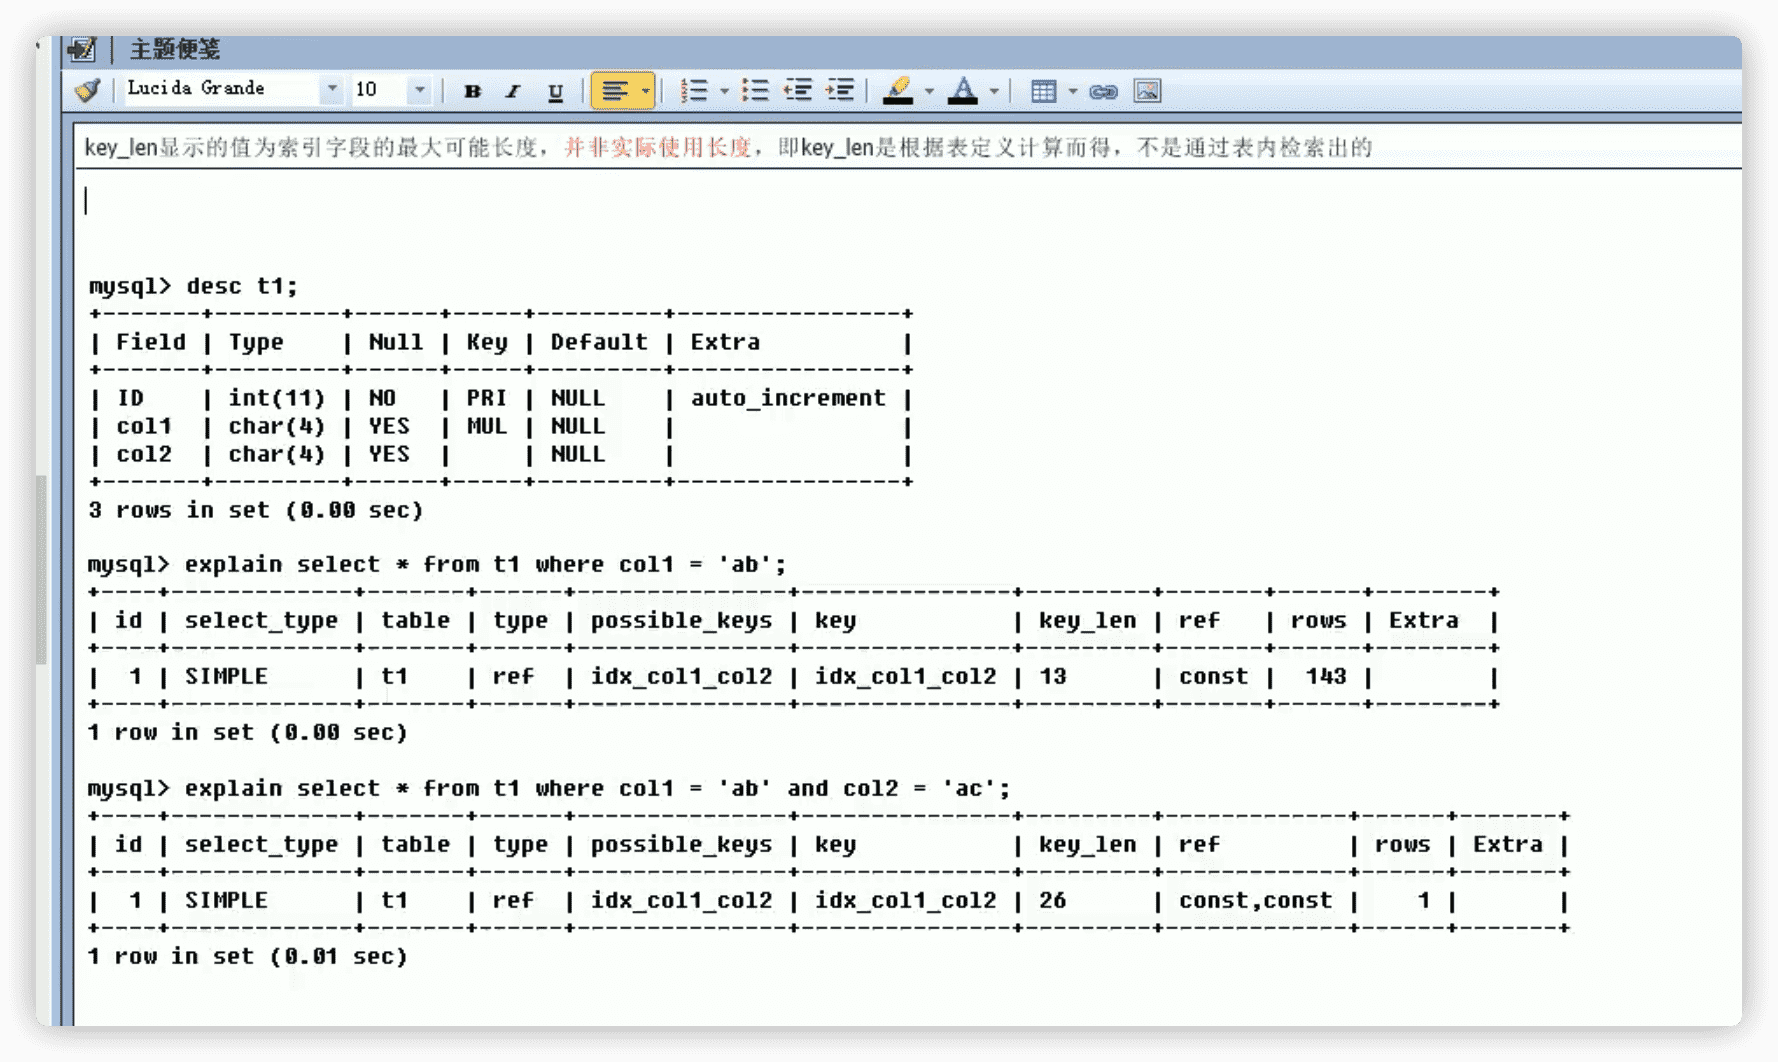 主题便笺
Lucida Grande 10 B I U A
key_len显示的值为索引字段的最大可能长度，并非实际使用长度，即key_len是根据表定义计算而得，不是通过表内检索出的
mysql> desc t1;
+-------+---------+------+-----+---------+----------------+
| Field | Type    | Null | Key | Default | Extra          |
+-------+---------+------+-----+---------+----------------+
| ID    | int(11) | NO   | PRI | NULL    | auto_increment |
| col1  | char(4) | YES  | MUL | NULL    |                |
| col2  | char(4) | YES  |     | NULL    |                |
+-------+---------+------+-----+---------+----------------+
3 rows in set (0.00 sec)
mysql> explain select * from t1 where col1 = 'ab';
+----+-------------+-------+------+---------------+---------------+---------+-------+------+-------+
| id | select_type | table | type | possible_keys | key           | key_len | ref   | rows | Extra |
+----+-------------+-------+------+---------------+---------------+---------+-------+------+-------+
|  1 | SIMPLE      | t1    | ref  | idx_col1_col2 | idx_col1_col2 | 13      | const |  143 |       |
+----+-------------+-------+------+---------------+---------------+---------+-------+------+-------+
1 row in set (0.00 sec)
mysql> explain select * from t1 where col1 = 'ab' and col2 = 'ac';
+----+-------------+-------+------+---------------+---------------+---------+-------------+------+-------+
| id | select_type | table | type | possible_keys | key           | key_len | ref         | rows | Extra |
+----+-------------+-------+------+---------------+---------------+---------+-------------+------+-------+
|  1 | SIMPLE      | t1    | ref  | idx_col1_col2 | idx_col1_col2 | 26      | const,const |    1 |       |
+----+-------------+-------+------+---------------+---------------+---------+-------------+------+-------+
1 row in set (0.01 sec)